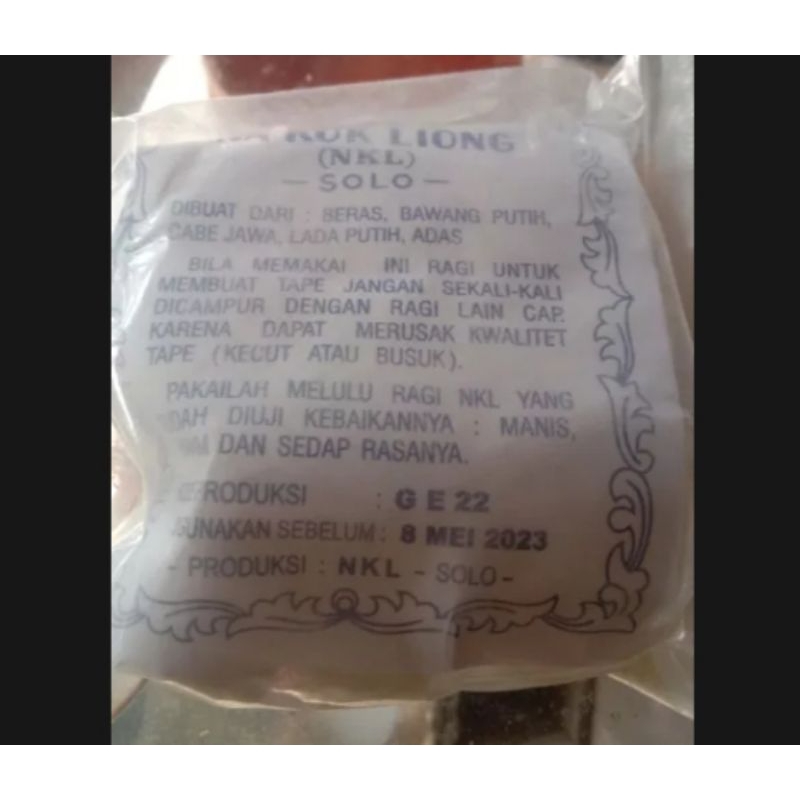 KOK LIONG
(NKL)
— SOLO —
DIBUAT DARI : BERAS, BAWANG PUTIH,
CABE JAWA, LADA PUTIH, ADAS
BILA MEMAKAI INI RAGI UNTUK
MEMBUAT TAPE JANGAN SEKALI-KALI
DICAMPUR DENGAN RAGI LAIN CAP.
KARENA DAPAT MERUSAK KWALITET
TAPE (KECUT ATAU BUSUK).
PAKAILAH MELULU RAGI NKL YANG
DAH DIUJI KEBAIKANNYA : MANIS,
DAN SEDAP RASANYA.
PRODUKSI : G E 22
GUNAKAN SEBELUM : 8 MEI 2023
- PRODUKSI : NKL - SOLO -